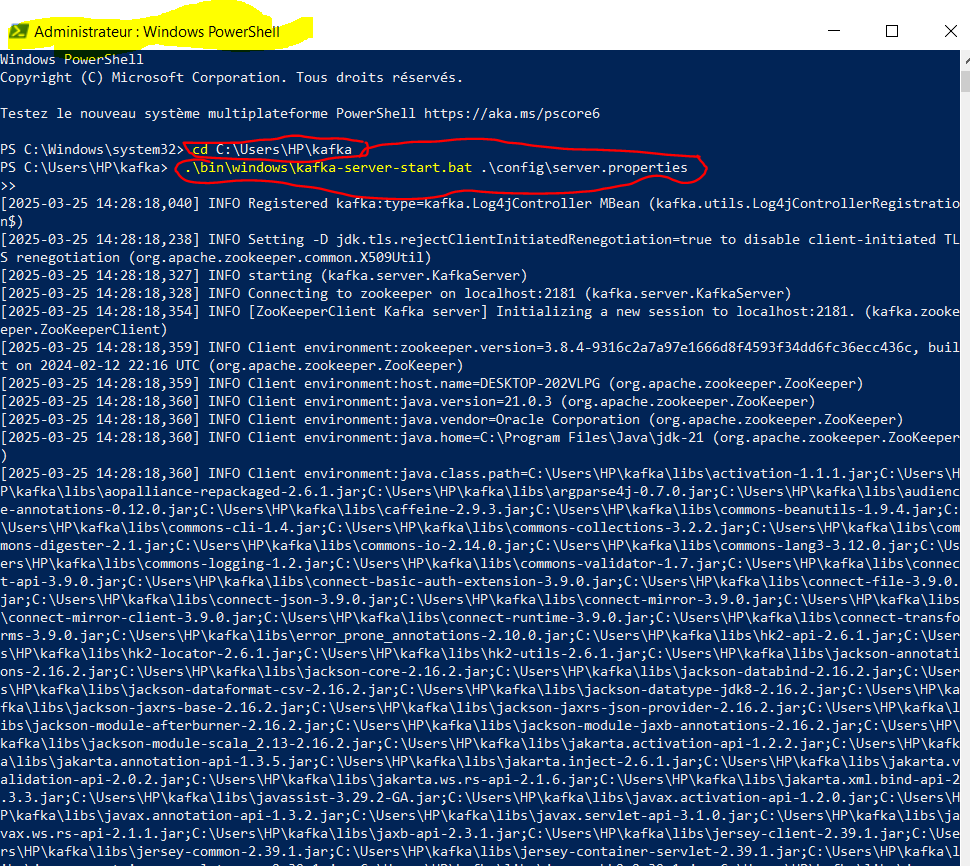 Administrateur : Windows PowerShell
Windows PowerShell
Copyright (C) Microsoft Corporation. Tous droits réservés.
Testez le nouveau système multiplateforme PowerShell https://aka.ms/pscore6
PS C:\Windows\system32> cd C:\Users\HP\kafka
PS C:\Users\HP\kafka> .\bin\windows\kafka-server-start.bat .\config\server.properties
>>
[2025-03-25 14:28:18,040] INFO Registered kafka:type=kafka.Log4jController MBean (kafka.utils.Log4jControllerRegistratio
n$)
[2025-03-25 14:28:18,238] INFO Setting -D jdk.tls.rejectClientInitiatedRenegotiation=true to disable client-initiated TL
S renegotiation (org.apache.zookeeper.common.X509Util)
[2025-03-25 14:28:18,327] INFO starting (kafka.server.KafkaServer)
[2025-03-25 14:28:18,328] INFO Connecting to zookeeper on localhost:2181 (kafka.server.KafkaServer)
[2025-03-25 14:28:18,354] INFO [ZooKeeperClient Kafka server] Initializing a new session to localhost:2181. (kafka.zooke
eper.ZooKeeperClient)
[2025-03-25 14:28:18,359] INFO Client environment:zookeeper.version=3.8.4-9316c2a7a97e1666d8f4593f34dd6fc36ecc436c, buil
t on 2024-02-12 22:16 UTC (org.apache.zookeeper.ZooKeeper)
[2025-03-25 14:28:18,359] INFO Client environment:host.name=DESKTOP-202VLPG (org.apache.zookeeper.ZooKeeper)
[2025-03-25 14:28:18,360] INFO Client environment:java.version=21.0.3 (org.apache.zookeeper.ZooKeeper)
[2025-03-25 14:28:18,360] INFO Client environment:java.vendor=Oracle Corporation (org.apache.zookeeper.ZooKeeper)
[2025-03-25 14:28:18,360] INFO Client environment:java.home=C:\Program Files\Java\jdk-21 (org.apache.zookeeper.ZooKeeper
)
[2025-03-25 14:28:18,360] INFO Client environment:java.class.path=C:\Users\HP\kafka\libs\activation-1.1.1.jar;C:\Users\H
P\kafka\libs\aopalliance-repackaged-2.6.1.jar;C:\Users\HP\kafka\libs\argparse4j-0.7.0.jar;C:\Users\HP\kafka\libs\audienc
e-annotations-0.12.0.jar;C:\Users\HP\kafka\libs\caffeine-2.9.3.jar;C:\Users\HP\kafka\libs\commons-beanutils-1.9.4.jar;C:
\Users\HP\kafka\libs\commons-cli-1.4.jar;C:\Users\HP\kafka\libs\commons-collections-3.2.2.jar;C:\Users\HP\kafka\libs\com
mons-digester-2.1.jar;C:\Users\HP\kafka\libs\commons-io-2.14.0.jar;C:\Users\HP\kafka\libs\commons-lang3-3.12.0.jar;C:\Us
ers\HP\kafka\libs\commons-logging-1.2.jar;C:\Users\HP\kafka\libs\commons-validator-1.7.jar;C:\Users\HP\kafka\libs\connec
t-api-3.9.0.jar;C:\Users\HP\kafka\libs\connect-basic-auth-extension-3.9.0.jar;C:\Users\HP\kafka\libs\connect-file-3.9.0.
jar;C:\Users\HP\kafka\libs\connect-json-3.9.0.jar;C:\Users\HP\kafka\libs\connect-mirror-3.9.0.jar;C:\Users\HP\kafka\libs
\connect-mirror-client-3.9.0.jar;C:\Users\HP\kafka\libs\connect-runtime-3.9.0.jar;C:\Users\HP\kafka\libs\connect-transfo
rms-3.9.0.jar;C:\Users\HP\kafka\libs\error_prone_annotations-2.10.0.jar;C:\Users\HP\kafka\libs\hk2-api-2.6.1.jar;C:\User
s\HP\kafka\libs\hk2-locator-2.6.1.jar;C:\Users\HP\kafka\libs\hk2-utils-2.6.1.jar;C:\Users\HP\kafka\libs\jackson-annotati
ons-2.16.2.jar;C:\Users\HP\kafka\libs\jackson-core-2.16.2.jar;C:\Users\HP\kafka\libs\jackson-databind-2.16.2.jar;C:\User
s\HP\kafka\libs\jackson-dataformat-csv-2.16.2.jar;C:\Users\HP\kafka\libs\jackson-datatype-jdk8-2.16.2.jar;C:\Users\HP\ka
fka\libs\jackson-jaxrs-base-2.16.2.jar;C:\Users\HP\kafka\libs\jackson-jaxrs-json-provider-2.16.2.jar;C:\Users\HP\kafka\l
ibs\jackson-module-afterburner-2.16.2.jar;C:\Users\HP\kafka\libs\jackson-module-jaxb-annotations-2.16.2.jar;C:\Users\HP\
kafka\libs\jackson-module-scala_2.13-2.16.2.jar;C:\Users\HP\kafka\libs\jakarta.activation-api-1.2.2.jar;C:\Users\HP\kafk
a\libs\jakarta.annotation-api-1.3.5.jar;C:\Users\HP\kafka\libs\jakarta.inject-2.6.1.jar;C:\Users\HP\kafka\libs\jakarta.v
alidation-api-2.0.2.jar;C:\Users\HP\kafka\libs\jakarta.ws.rs-api-2.1.6.jar;C:\Users\HP\kafka\libs\jakarta.xml.bind-api-2
.3.3.jar;C:\Users\HP\kafka\libs\javassist-3.29.2-GA.jar;C:\Users\HP\kafka\libs\javax.activation-api-1.2.0.jar;C:\Users\H
P\kafka\libs\javax.annotation-api-1.3.2.jar;C:\Users\HP\kafka\libs\javax.servlet-api-3.1.0.jar;C:\Users\HP\kafka\libs\ja
vax.ws.rs-api-2.1.1.jar;C:\Users\HP\kafka\libs\jaxb-api-2.3.1.jar;C:\Users\HP\kafka\libs\jersey-client-2.39.1.jar;C:\Use
rs\HP\kafka\libs\jersey-common-2.39.1.jar;C:\Users\HP\kafka\libs\jersey-container-servlet-2.39.1.jar;C:\Users\HP\kafka\l